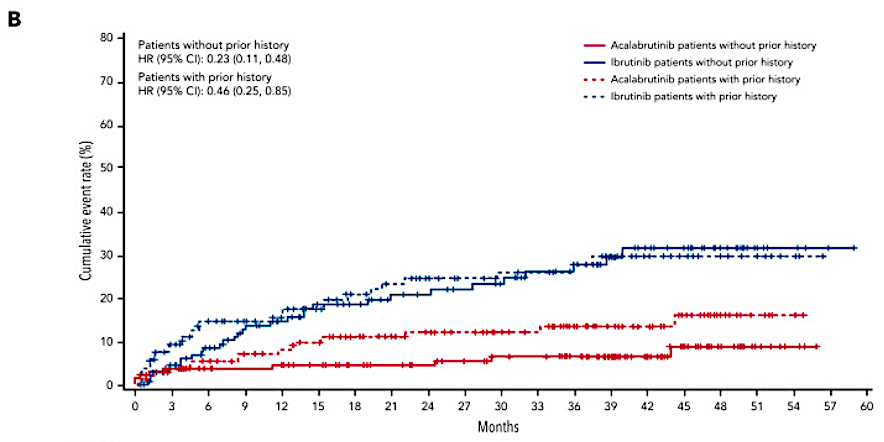 B
Patients without prior history
HR (95% CI): 0.23 (0.11, 0.48)
Patients with prior history
HR (95% CI): 0.46 (0.25, 0.85)
Acalabrutinib patients without prior history
Ibrutinib patients without prior history
Acalabrutinib patients with prior history
Ibrutinib patients with prior history
Cumulative event rate (%)
80
70
60
50
40
30
20
10
0
0 3 6 9 12 15 18 21 24 27 30 33 36 39 42 45 48 51 54 57 60
Months